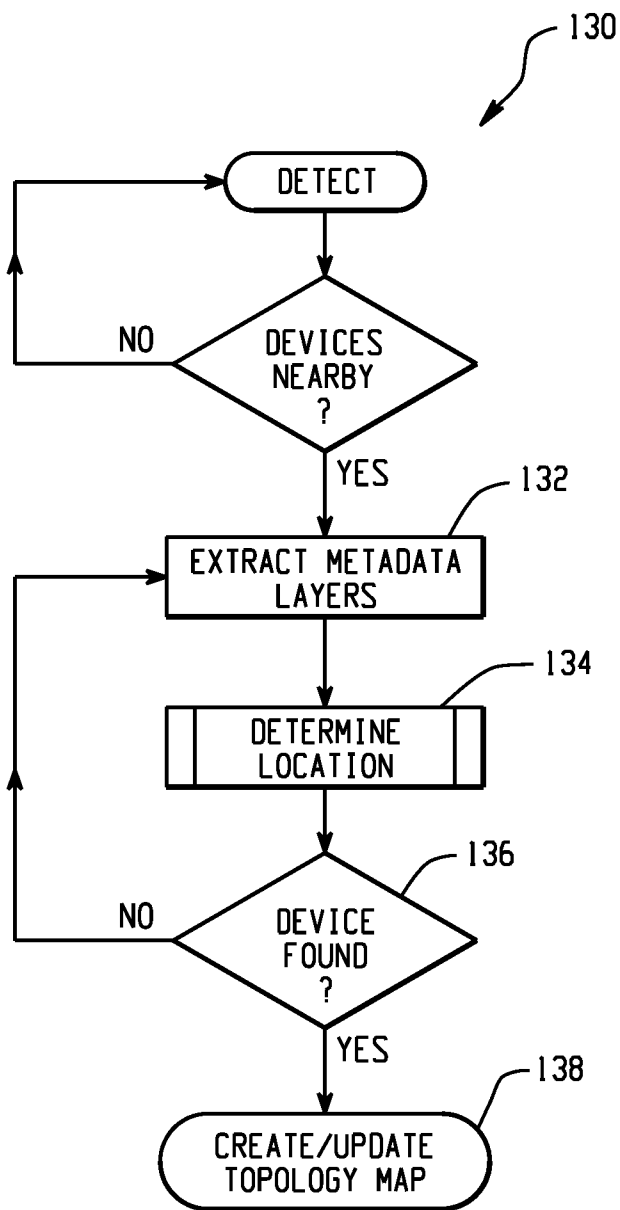 130
DETECT
DEVICES
NEARBY
?
NO
YES
132
EXTRACT METADATA
LAYERS
134
DETERMINE
LOCATION
136
DEVICE
FOUND
?
NO
YES
138
CREATE/UPDATE
TOPOLOGY MAP